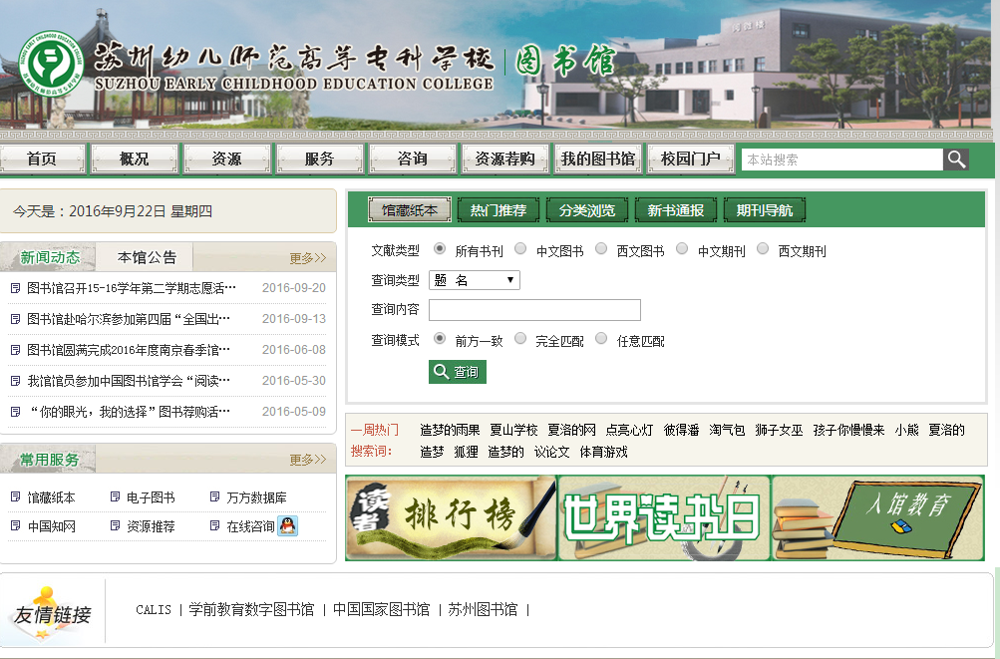 苏州幼儿师范高等专科学校 | 图书馆
SUZHOU EARLY CHILDHOOD EDUCATION COLLEGE
首页 概况 资源 服务 咨询 资源荐购 我的图书馆 校园门户 本站搜索
今天是：2016年9月22日 星期四
新闻动态 本馆公告 更多>>
图书馆召开15-16学年第二学期志愿活… 2016-09-20
图书馆赴哈尔滨参加第四届“全国出… 2016-09-13
图书馆圆满完成2016年度南京春季馆… 2016-06-08
我馆馆员参加中国图书馆学会“阅读… 2016-05-30
“你的眼光，我的选择”图书荐购活… 2016-05-09
常用服务 更多>>
馆藏纸本 电子图书 万方数据库
中国知网 资源推荐 在线咨询
馆藏纸本 热门推荐 分类浏览 新书通报 期刊导航
文献类型 所有书刊 中文图书 西文图书 中文期刊 西文期刊
查询类型 题 名
查询内容
查询模式 前方一致 完全匹配 任意匹配
查询
一周热门 造梦的雨果 夏山学校 夏洛的网 点亮心灯 彼得潘 淘气包 狮子女巫 孩子你慢慢来 小熊 夏洛的
搜索词: 造梦 狐狸 造梦的 议论文 体育游戏
读者排行榜 世界读书日 入馆教育
友情链接 CALIS | 学前教育数字图书馆 | 中国国家图书馆 | 苏州图书馆 |